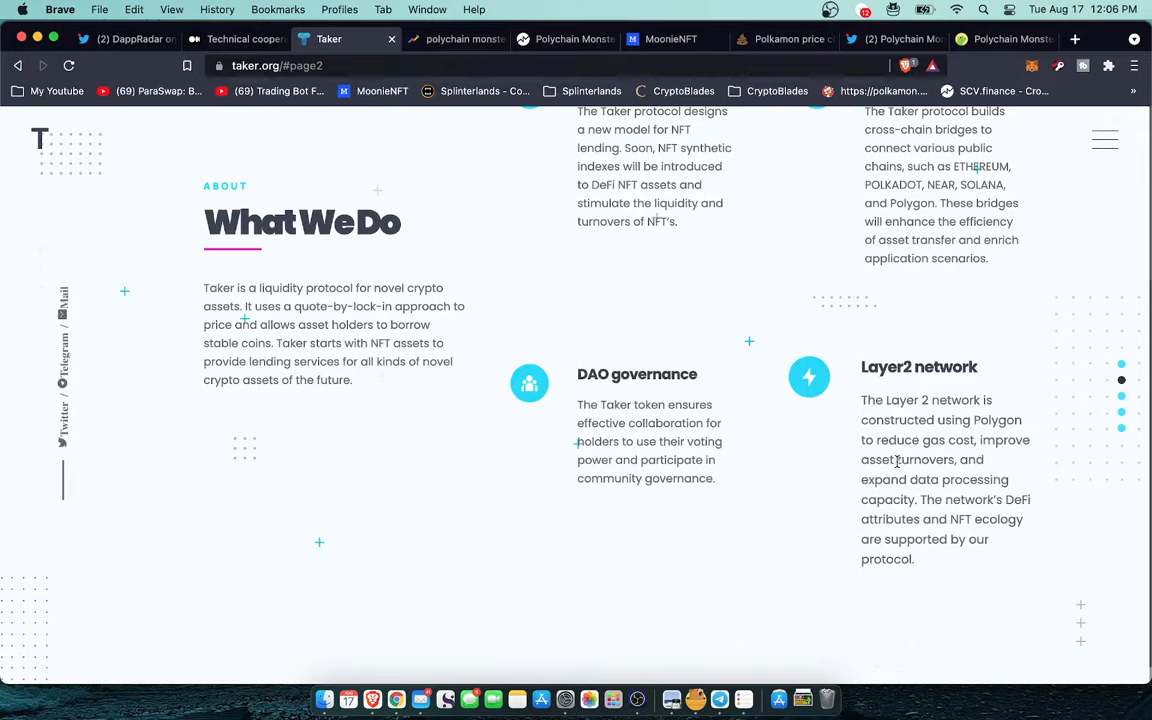 Brave File Edit View History Bookmarks Profiles Tab Window Help
12
Tue Aug 17 12:06 PM
(2) DappRadar on
Technical cooper
Taker
polychain monste
Polychain Monste
MoonieNFT
Polkamon price c
(2) Polychain Mon
Polychain Monste
taker.org/#page2
1
My Youtube
(69) ParaSwap: B...
(69) Trading Bot F...
MoonieNFT
Splinterlands - Co...
Splinterlands
CryptoBlades
CryptoBlades
https://polkamon....
SCV.finance - Cro...
»
T
ABOUT
What We Do
Taker is a liquidity protocol for novel crypto
assets. It uses a quote-by-lock-in approach to
price and allows asset holders to borrow
stable coins. Taker starts with NFT assets to
provide lending services for all kinds of novel
crypto assets of the future.
The Taker protocol designs
a new model for NFT
lending. Soon, NFT synthetic
indexes will be introduced
to DeFi NFT assets and
stimulate the liquidity and
turnovers of NFT's.
The Taker protocol builds
cross-chain bridges to
connect various public
chains, such as ETHEREUM,
POLKADOT, NEAR, SOLANA,
and Polygon. These bridges
will enhance the efficiency
of asset transfer and enrich
application scenarios.
DAO governance
The Taker token ensures
effective collaboration for
holders to use their voting
power and participate in
community governance.
Layer2 network
The Layer 2 network is
constructed using Polygon
to reduce gas cost, improve
asset turnovers, and
expand data processing
capacity. The network's DeFi
attributes and NFT ecology
are supported by our
protocol.
Twitter / Telegram / Mail